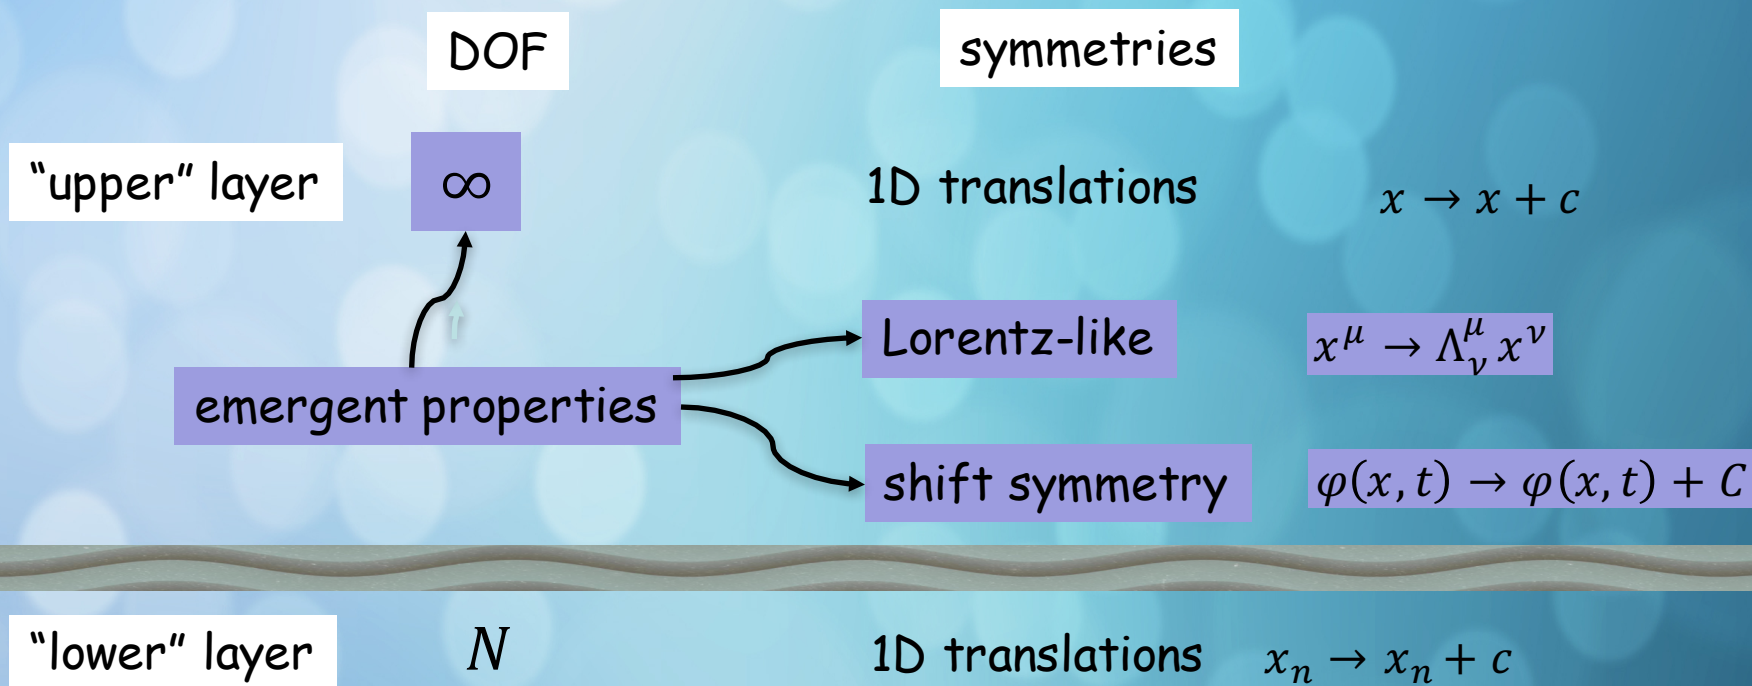 DOF symmetries
“upper” layer ∞ 1D translations x → x + c
Lorentz-like x^μ → Λ^μ_ν x^ν
emergent properties
shift symmetry φ(x, t) → φ(x, t) + C
“lower” layer N 1D translations x_n → x_n + c